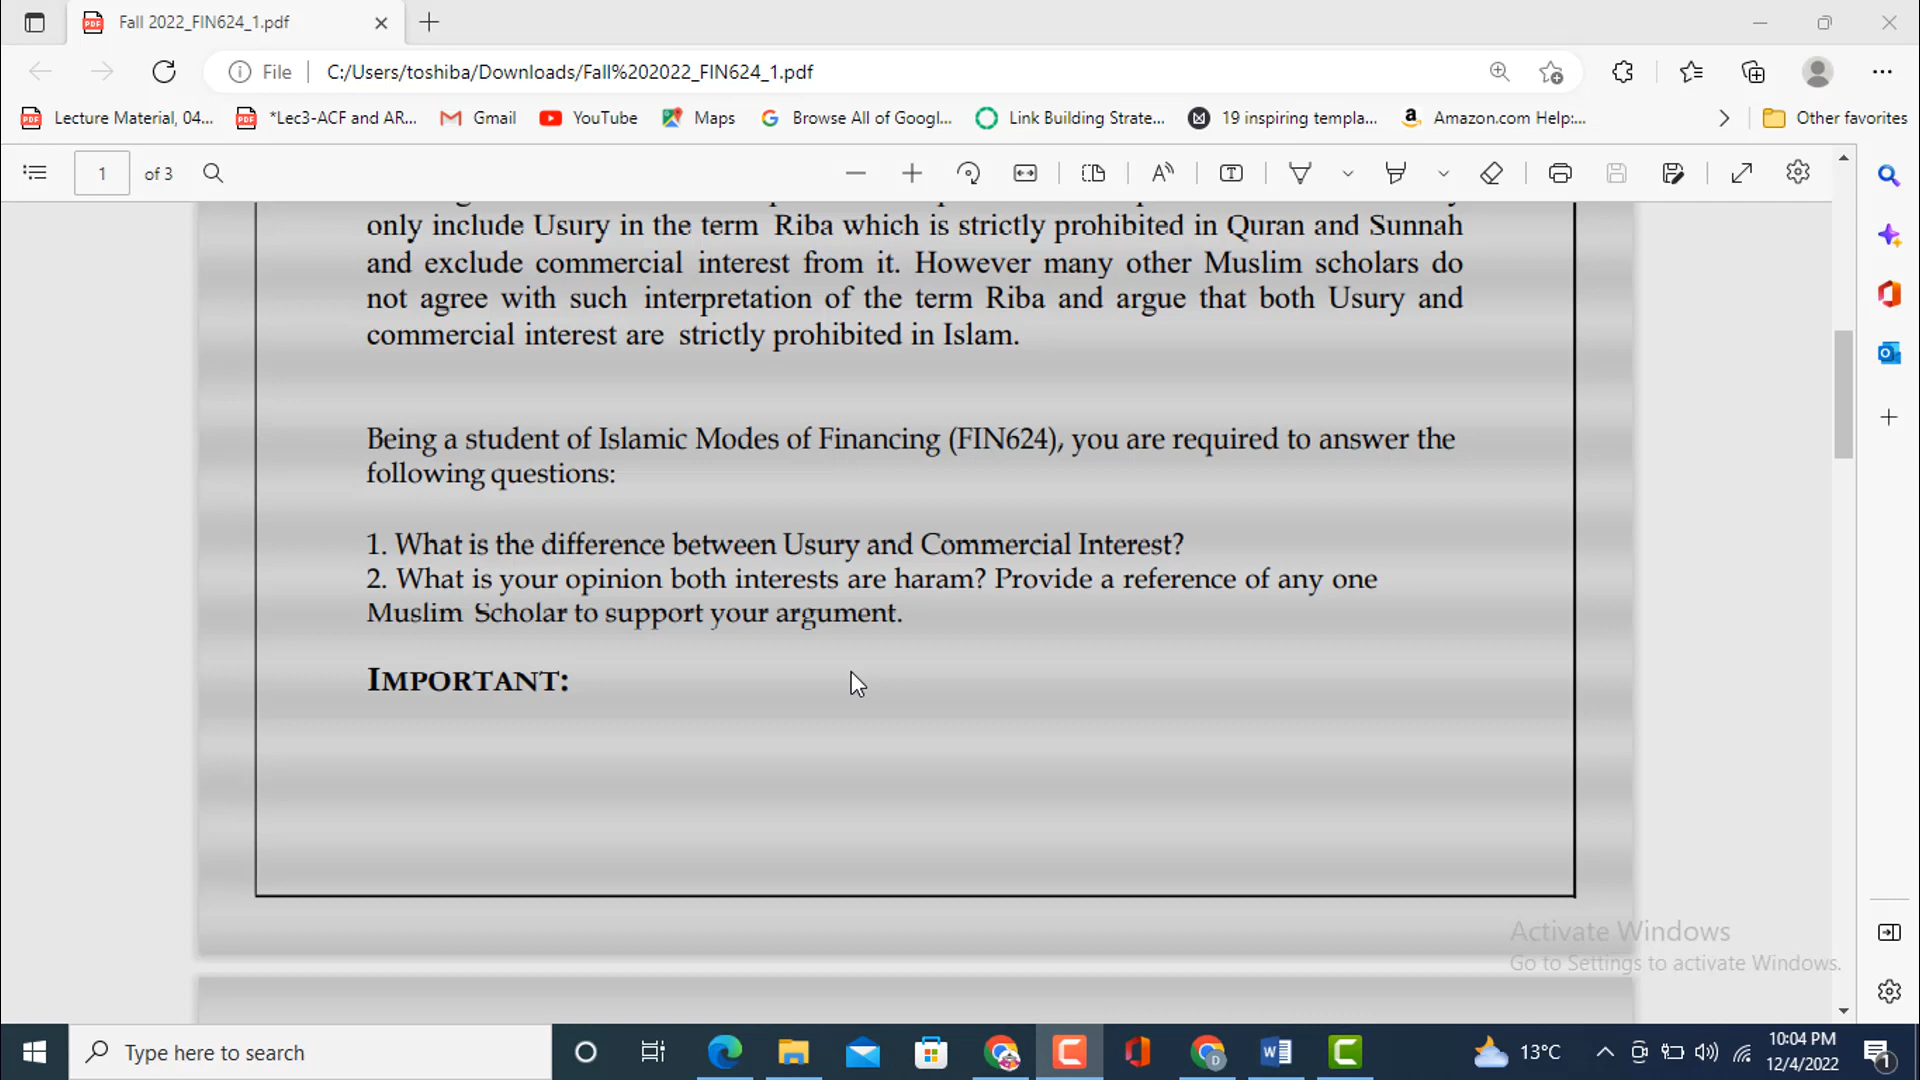 Fall 2022_FIN624_1.pdf
File
C:/Users/toshiba/Downloads/Fall%202022_FIN624_1.pdf
Lecture Material, 04...
*Lec3-ACF and AR...
Gmail
YouTube
Maps
Browse All of Googl...
Link Building Strate...
19 inspiring templa...
Amazon.com Help:...
Other favorites
1
of 3
only include Usury in the term Riba which is strictly prohibited in Quran and Sunnah
and exclude commercial interest from it. However many other Muslim scholars do
not agree with such interpretation of the term Riba and argue that both Usury and
commercial interest are strictly prohibited in Islam.
Being a student of Islamic Modes of Financing (FIN624), you are required to answer the
following questions:
1. What is the difference between Usury and Commercial Interest?
2. What is your opinion both interests are haram? Provide a reference of any one
Muslim Scholar to support your argument.
IMPORTANT:
Activate Windows
Go to Settings to activate Windows.
Type here to search
13°C
10:04 PM
12/4/2022
1